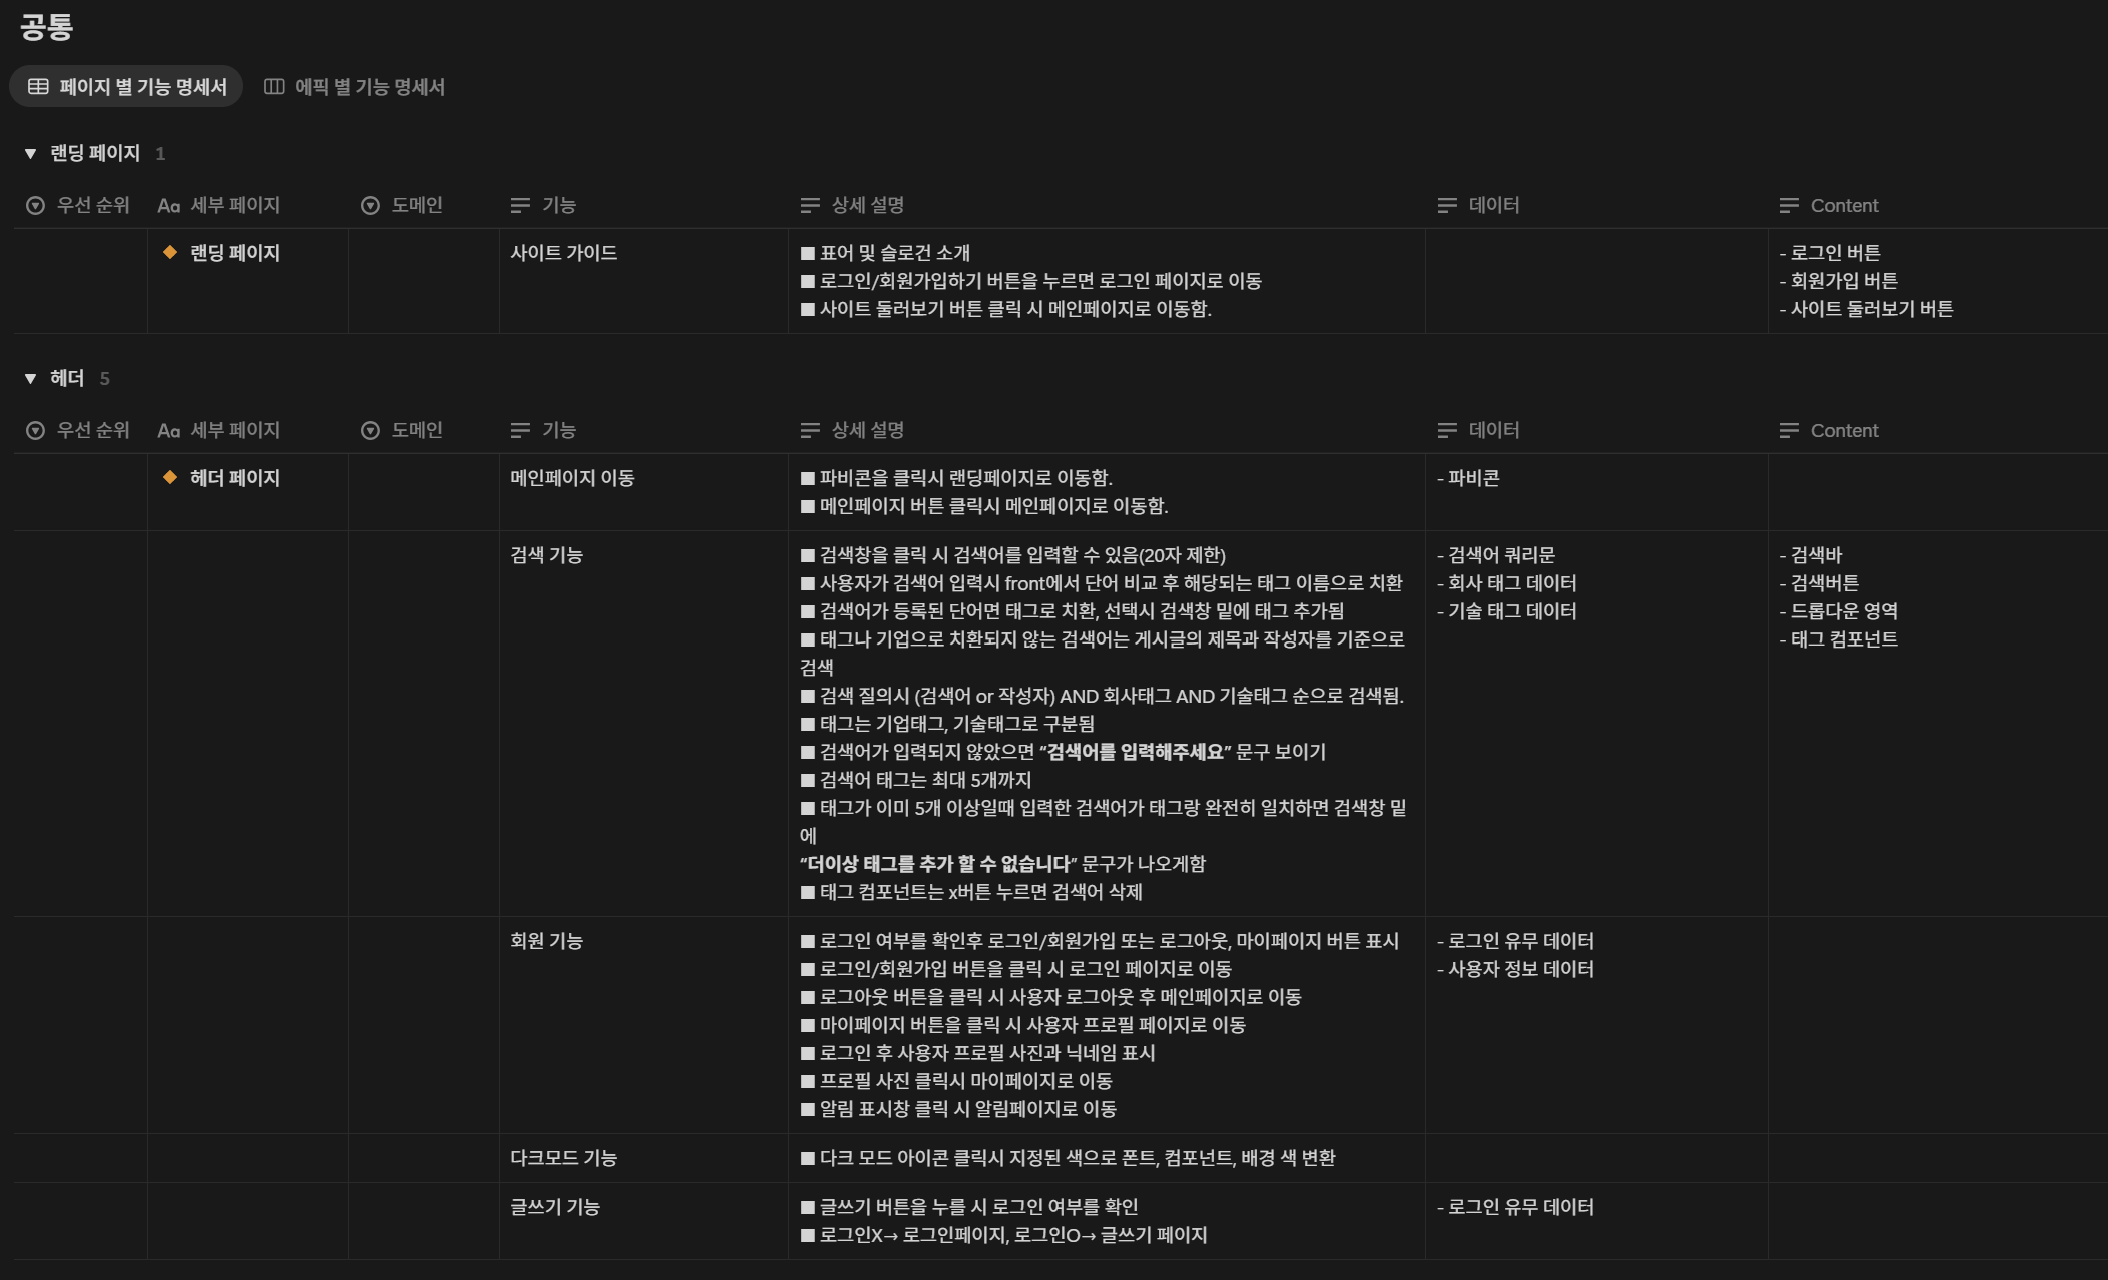 공통
페이지 별 기능 명세서
에픽 별 기능 명세서
랜딩 페이지 1
우선 순위 Aa 세부 페이지 도메인 기능 상세 설명 데이터 Content
랜딩 페이지
사이트 가이드
■ 표어 및 슬로건 소개
■ 로그인/회원가입하기 버튼을 누르면 로그인 페이지로 이동
■ 사이트 둘러보기 버튼 클릭 시 메인페이지로 이동함.
- 로그인 버튼
- 회원가입 버튼
- 사이트 둘러보기 버튼
헤더 5
우선 순위 Aa 세부 페이지 도메인 기능 상세 설명 데이터 Content
헤더 페이지
메인페이지 이동
■ 파비콘을 클릭시 랜딩페이지로 이동함.
■ 메인페이지 버튼 클릭시 메인페이지로 이동함.
- 파비콘
검색 기능
■ 검색창을 클릭 시 검색어를 입력할 수 있음(20자 제한)
■ 사용자가 검색어 입력시 front에서 단어 비교 후 해당되는 태그 이름으로 치환
■ 검색어가 등록된 단어면 태그로 치환, 선택시 검색창 밑에 태그 추가됨
■ 태그나 기업으로 치환되지 않는 검색어는 게시글의 제목과 작성자를 기준으로
검색
■ 검색 질의시 (검색어 or 작성자) AND 회사태그 AND 기술태그 순으로 검색됨.
■ 태그는 기업태그, 기술태그로 구분됨
■ 검색어가 입력되지 않았으면 “검색어를 입력해주세요” 문구 보이기
■ 검색어 태그는 최대 5개까지
■ 태그가 이미 5개 이상일때 입력한 검색어가 태그랑 완전히 일치하면 검색창 밑
에
“더이상 태그를 추가 할 수 없습니다” 문구가 나오게함
■ 태그 컴포넌트는 x버튼 누르면 검색어 삭제
- 검색어 쿼리문
- 회사 태그 데이터
- 기술 태그 데이터
- 검색바
- 검색버튼
- 드롭다운 영역
- 태그 컴포넌트
회원 기능
■ 로그인 여부를 확인후 로그인/회원가입 또는 로그아웃, 마이페이지 버튼 표시
■ 로그인/회원가입 버튼을 클릭 시 로그인 페이지로 이동
■ 로그아웃 버튼을 클릭 시 사용자 로그아웃 후 메인페이지로 이동
■ 마이페이지 버튼을 클릭 시 사용자 프로필 페이지로 이동
■ 로그인 후 사용자 프로필 사진과 닉네임 표시
■ 프로필 사진 클릭시 마이페이지로 이동
■ 알림 표시창 클릭 시 알림페이지로 이동
- 로그인 유무 데이터
- 사용자 정보 데이터
다크모드 기능
■ 다크 모드 아이콘 클릭시 지정된 색으로 폰트, 컴포넌트, 배경 색 변환
글쓰기 기능
■ 글쓰기 버튼을 누를 시 로그인 여부를 확인
■ 로그인X→ 로그인페이지, 로그인O→ 글쓰기 페이지
- 로그인 유무 데이터